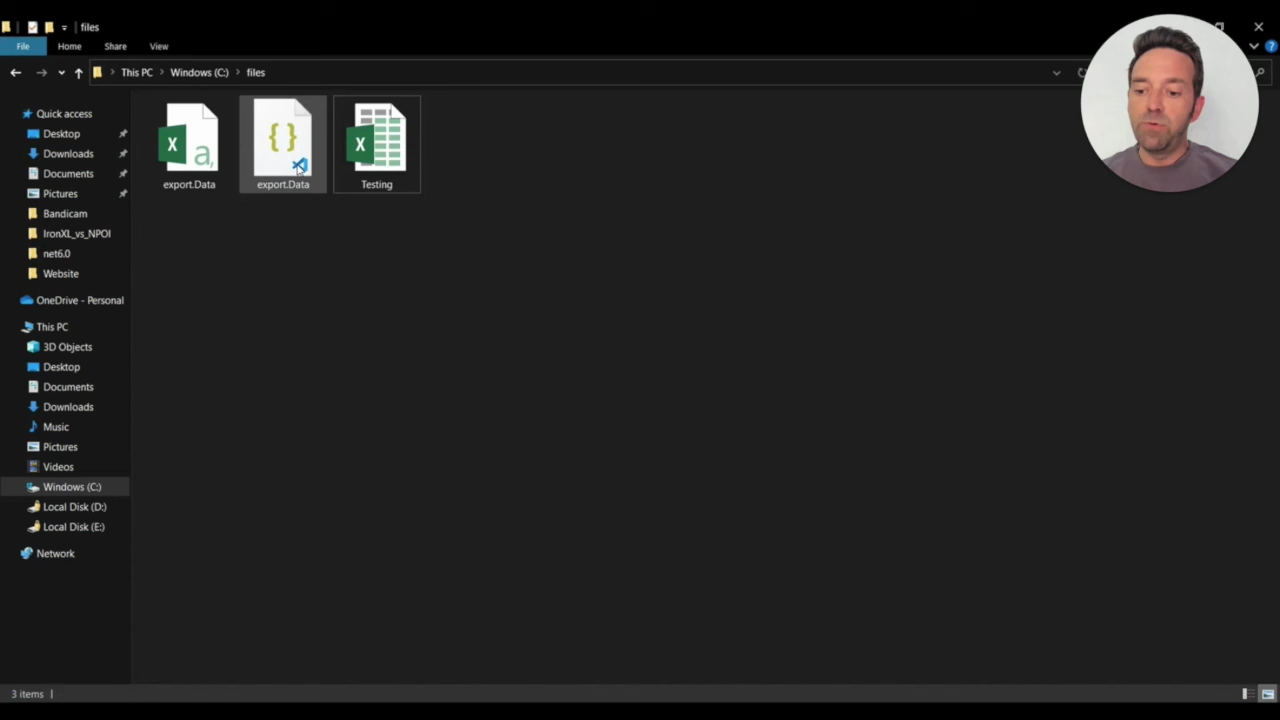 files
File Home Share View
This PC Windows (C:) files
Quick access
Desktop
Downloads
Documents
Pictures
Bandicam
IronXL_vs_NPOI
net6.0
Website
OneDrive - Personal
This PC
3D Objects
Desktop
Documents
Downloads
Music
Pictures
Videos
Windows (C:)
Local Disk (D:)
Local Disk (E:)
Network
X a,
{ }
X
export.Data export.Data Testing
3 items